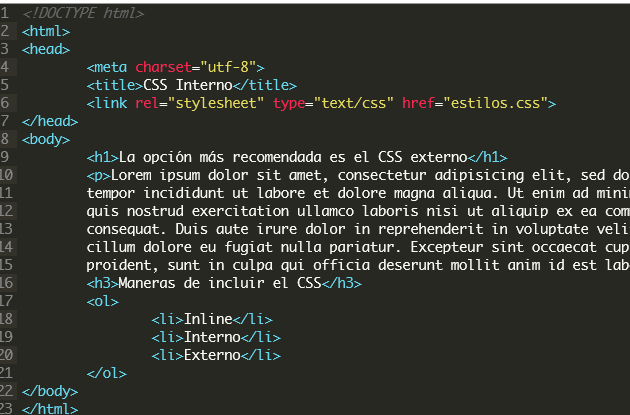 1 <!DOCTYPE html>
2 <html>
3 <head>
4 <meta charset="utf-8">
5 <title>CSS Interno</title>
6 <link rel="stylesheet" type="text/css" href="estilos.css">
7 </head>
8 <body>
9 <h1>La opción más recomendada es el CSS externo</h1>
10 <p>Lorem ipsum dolor sit amet, consectetur adipisicing elit, sed do
11 tempor incididunt ut labore et dolore magna aliqua. Ut enim ad mini
12 quis nostrud exercitation ullamco laboris nisi ut aliquip ex ea com
13 consequat. Duis aute irure dolor in reprehenderit in voluptate veli
14 cillum dolore eu fugiat nulla pariatur. Excepteur sint occaecat cup
15 proident, sunt in culpa qui officia deserunt mollit anim id est lab
16 <h3>Maneras de incluir el CSS</h3>
17 <ol>
18 <li>Inline</li>
19 <li>Interno</li>
20 <li>Externo</li>
21 </ol>
22 </body>
23 </html>